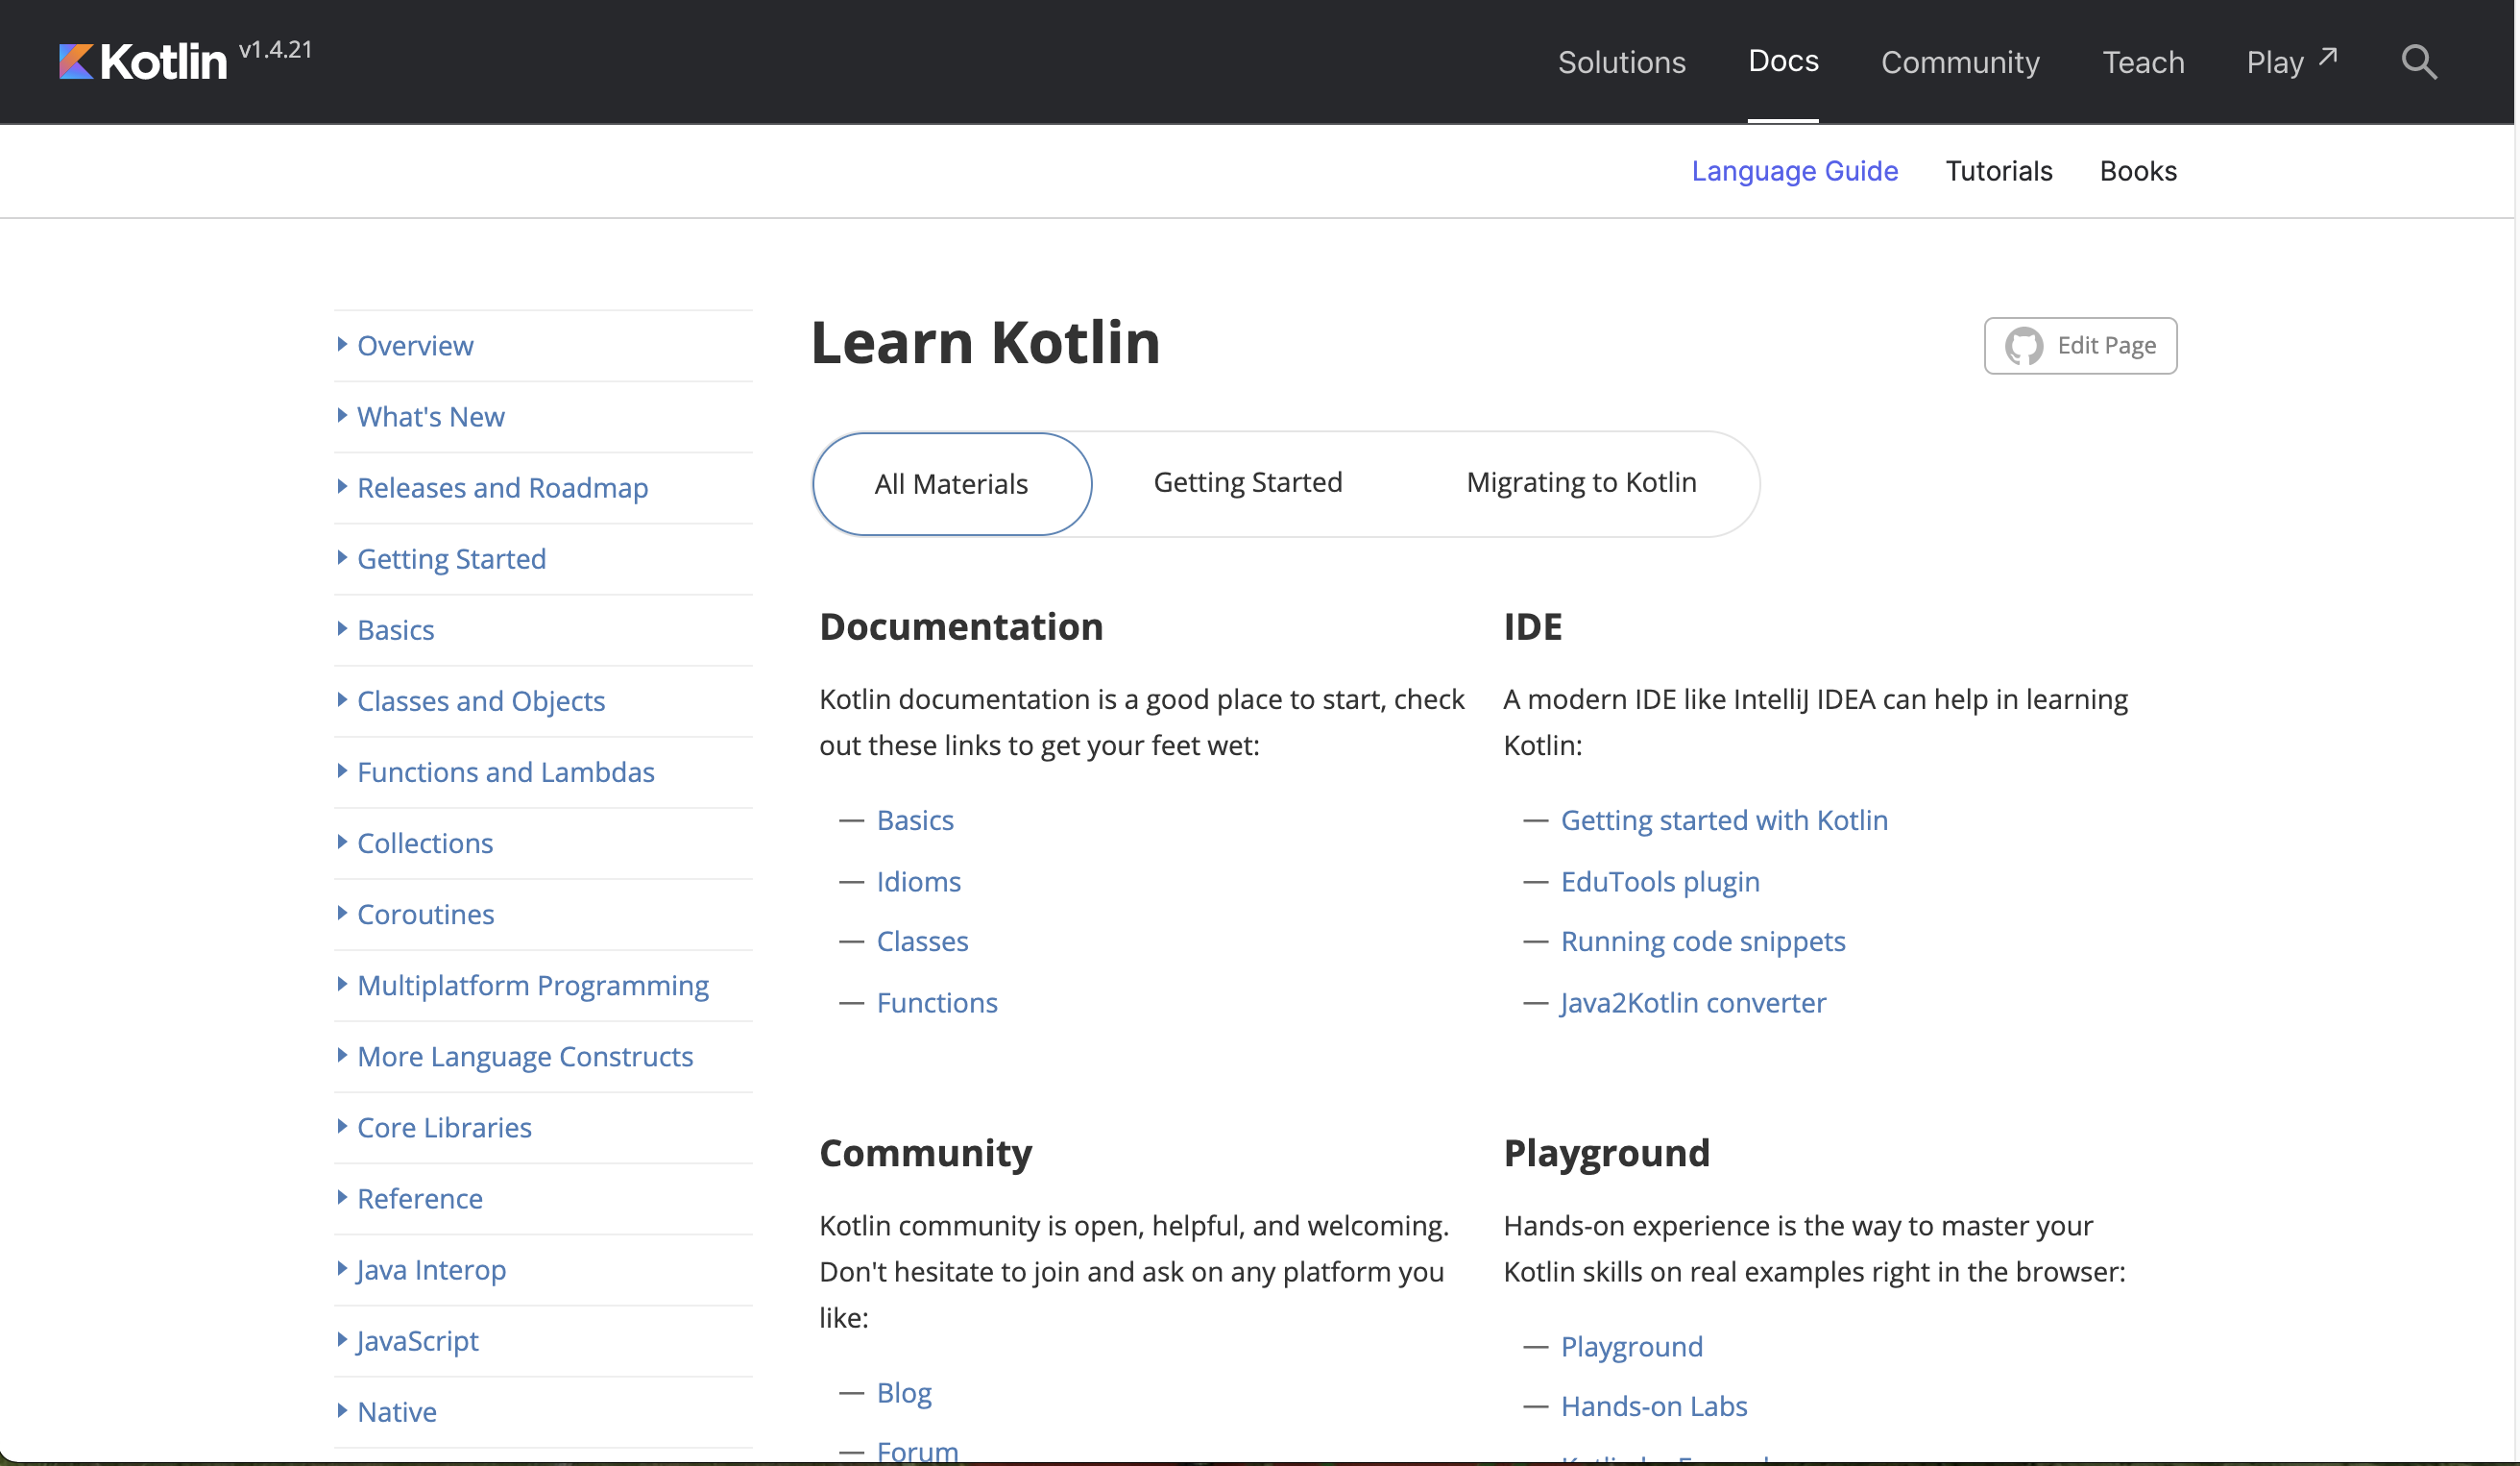 Kotlin v1.4.21
Solutions Docs Community Teach Play
Language Guide Tutorials Books
Overview
What's New
Releases and Roadmap
Getting Started
Basics
Classes and Objects
Functions and Lambdas
Collections
Coroutines
Multiplatform Programming
More Language Constructs
Core Libraries
Reference
Java Interop
JavaScript
Native
Learn Kotlin
Edit Page
All Materials Getting Started Migrating to Kotlin
Documentation
Kotlin documentation is a good place to start, check
out these links to get your feet wet:
— Basics
— Idioms
— Classes
— Functions
IDE
A modern IDE like IntelliJ IDEA can help in learning
Kotlin:
— Getting started with Kotlin
— EduTools plugin
— Running code snippets
— Java2Kotlin converter
Community
Kotlin community is open, helpful, and welcoming.
Don't hesitate to join and ask on any platform you
like:
— Blog
— Forum
Playground
Hands-on experience is the way to master your
Kotlin skills on real examples right in the browser:
— Playground
— Hands-on Labs